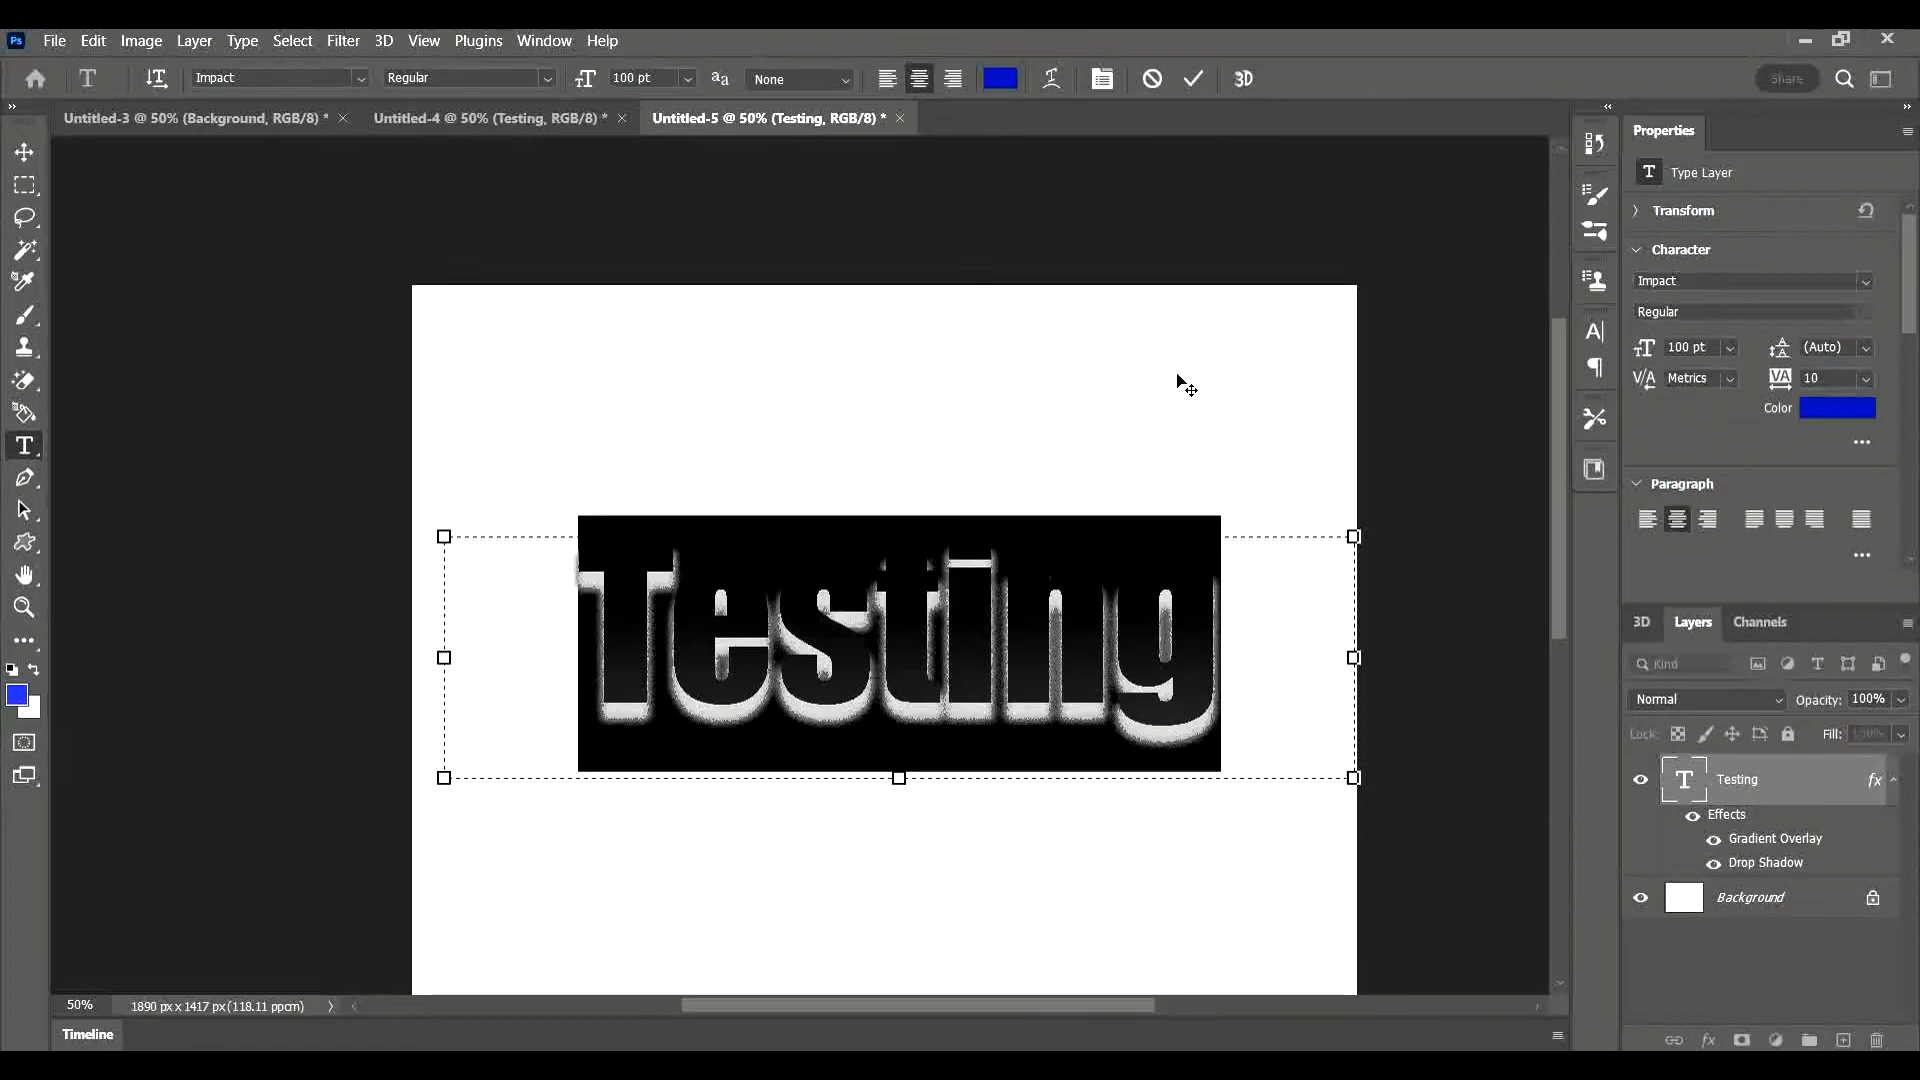 Ps File Edit Image Layer Type Select Filter 3D View Plugins Window Help
T Impact Regular 100 pt aa None 3D Share
Untitled-3 @ 50% (Background, RGB/8) * Untitled-4 @ 50% (Testing, RGB/8) * Untitled-5 @ 50% (Testing, RGB/8) *
Properties
T Type Layer
Transform
Character
Impact
Regular
100 pt (Auto)
Metrics 10
Color
Paragraph
Testing
3D Layers Channels
Kind
Normal Opacity: 100%
Lock: Fill: 100%
T Testing fx
Effects
Gradient Overlay
Drop Shadow
Background
50% 1890 px x 1417 px (118.11 ppcm)
Timeline
fx